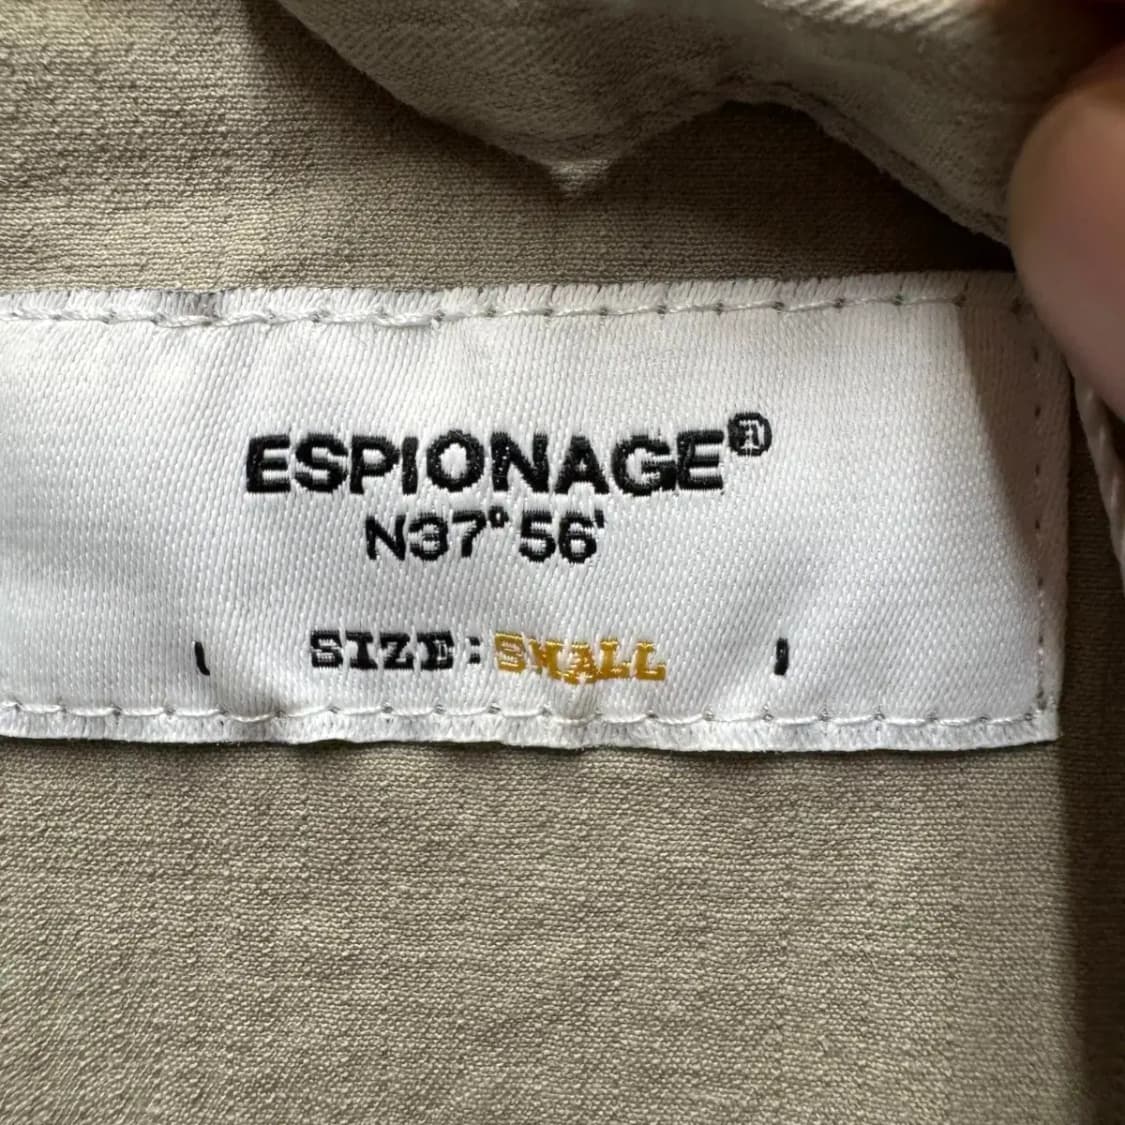 ESPIONAGE®
N37° 56'
SIZE: SMALL